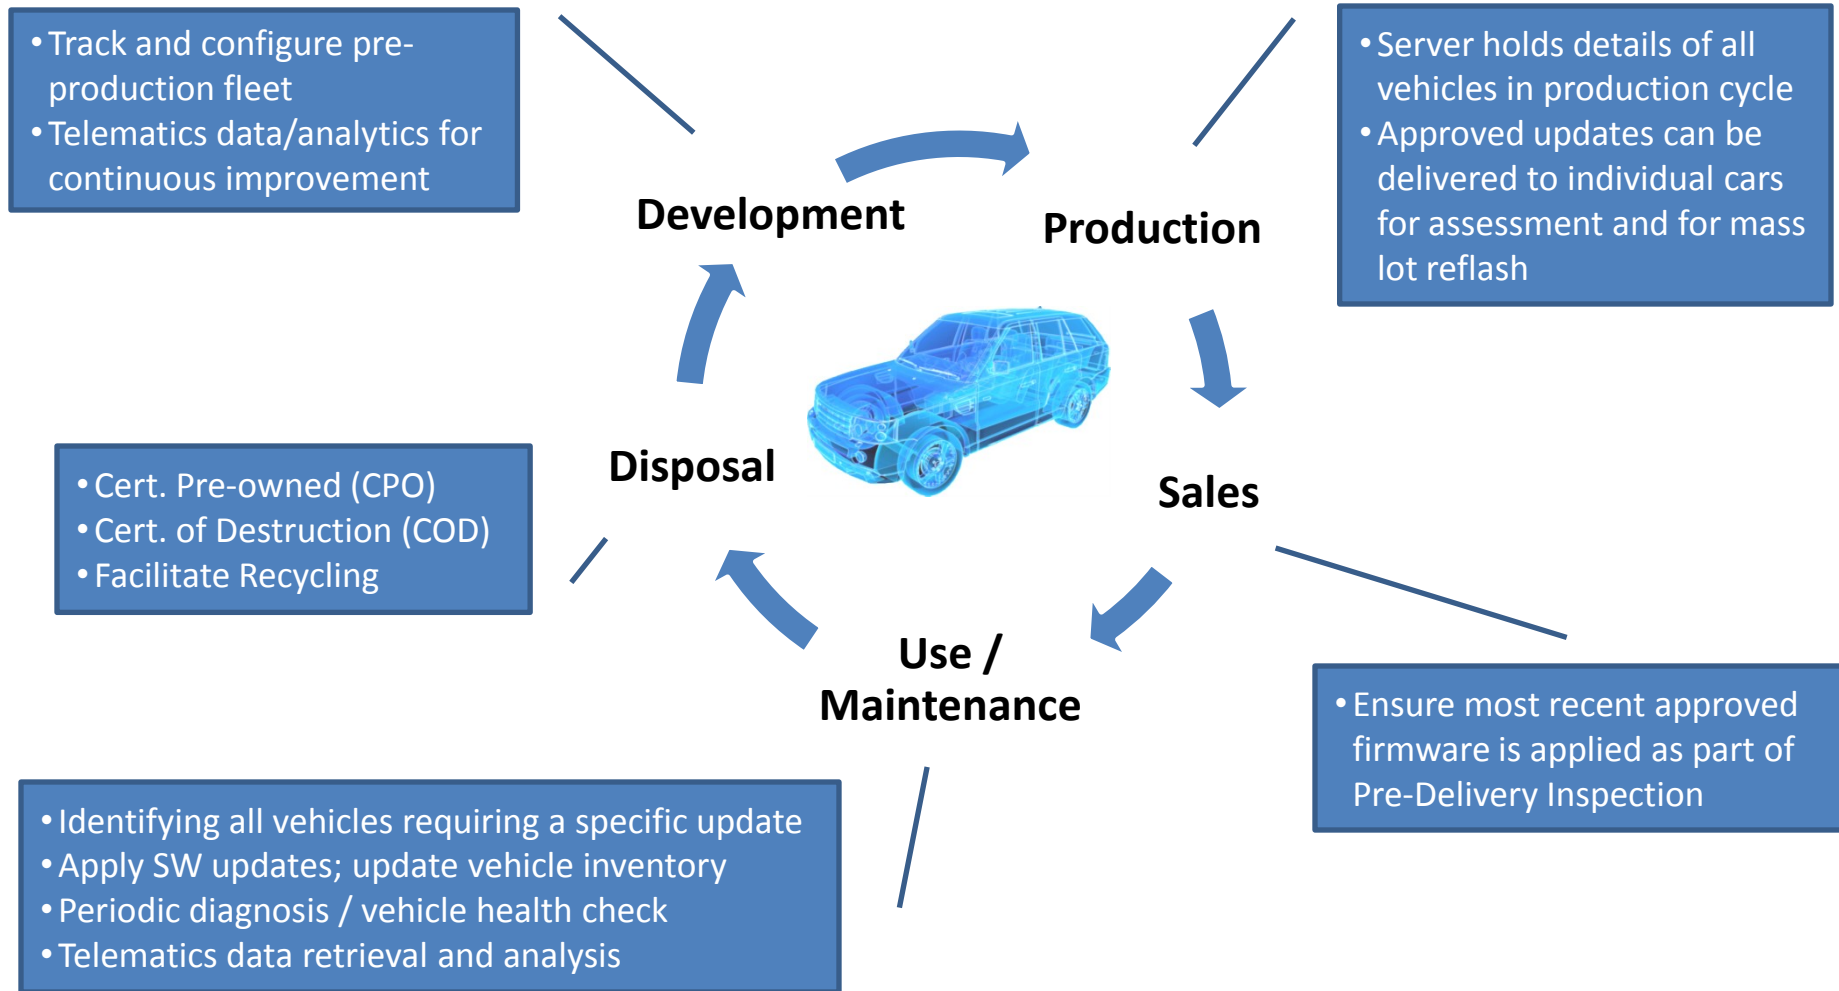 • Track and configure pre-
production fleet
• Telematics data/analytics for
continuous improvement
• Server holds details of all
vehicles in production cycle
• Approved updates can be
delivered to individual cars
for assessment and for mass
lot reflash
Development
Production
Disposal
Sales
Use /
Maintenance
• Cert. Pre-owned (CPO)
• Cert. of Destruction (COD)
• Facilitate Recycling
• Ensure most recent approved
firmware is applied as part of
Pre-Delivery Inspection
• Identifying all vehicles requiring a specific update
• Apply SW updates; update vehicle inventory
• Periodic diagnosis / vehicle health check
• Telematics data retrieval and analysis